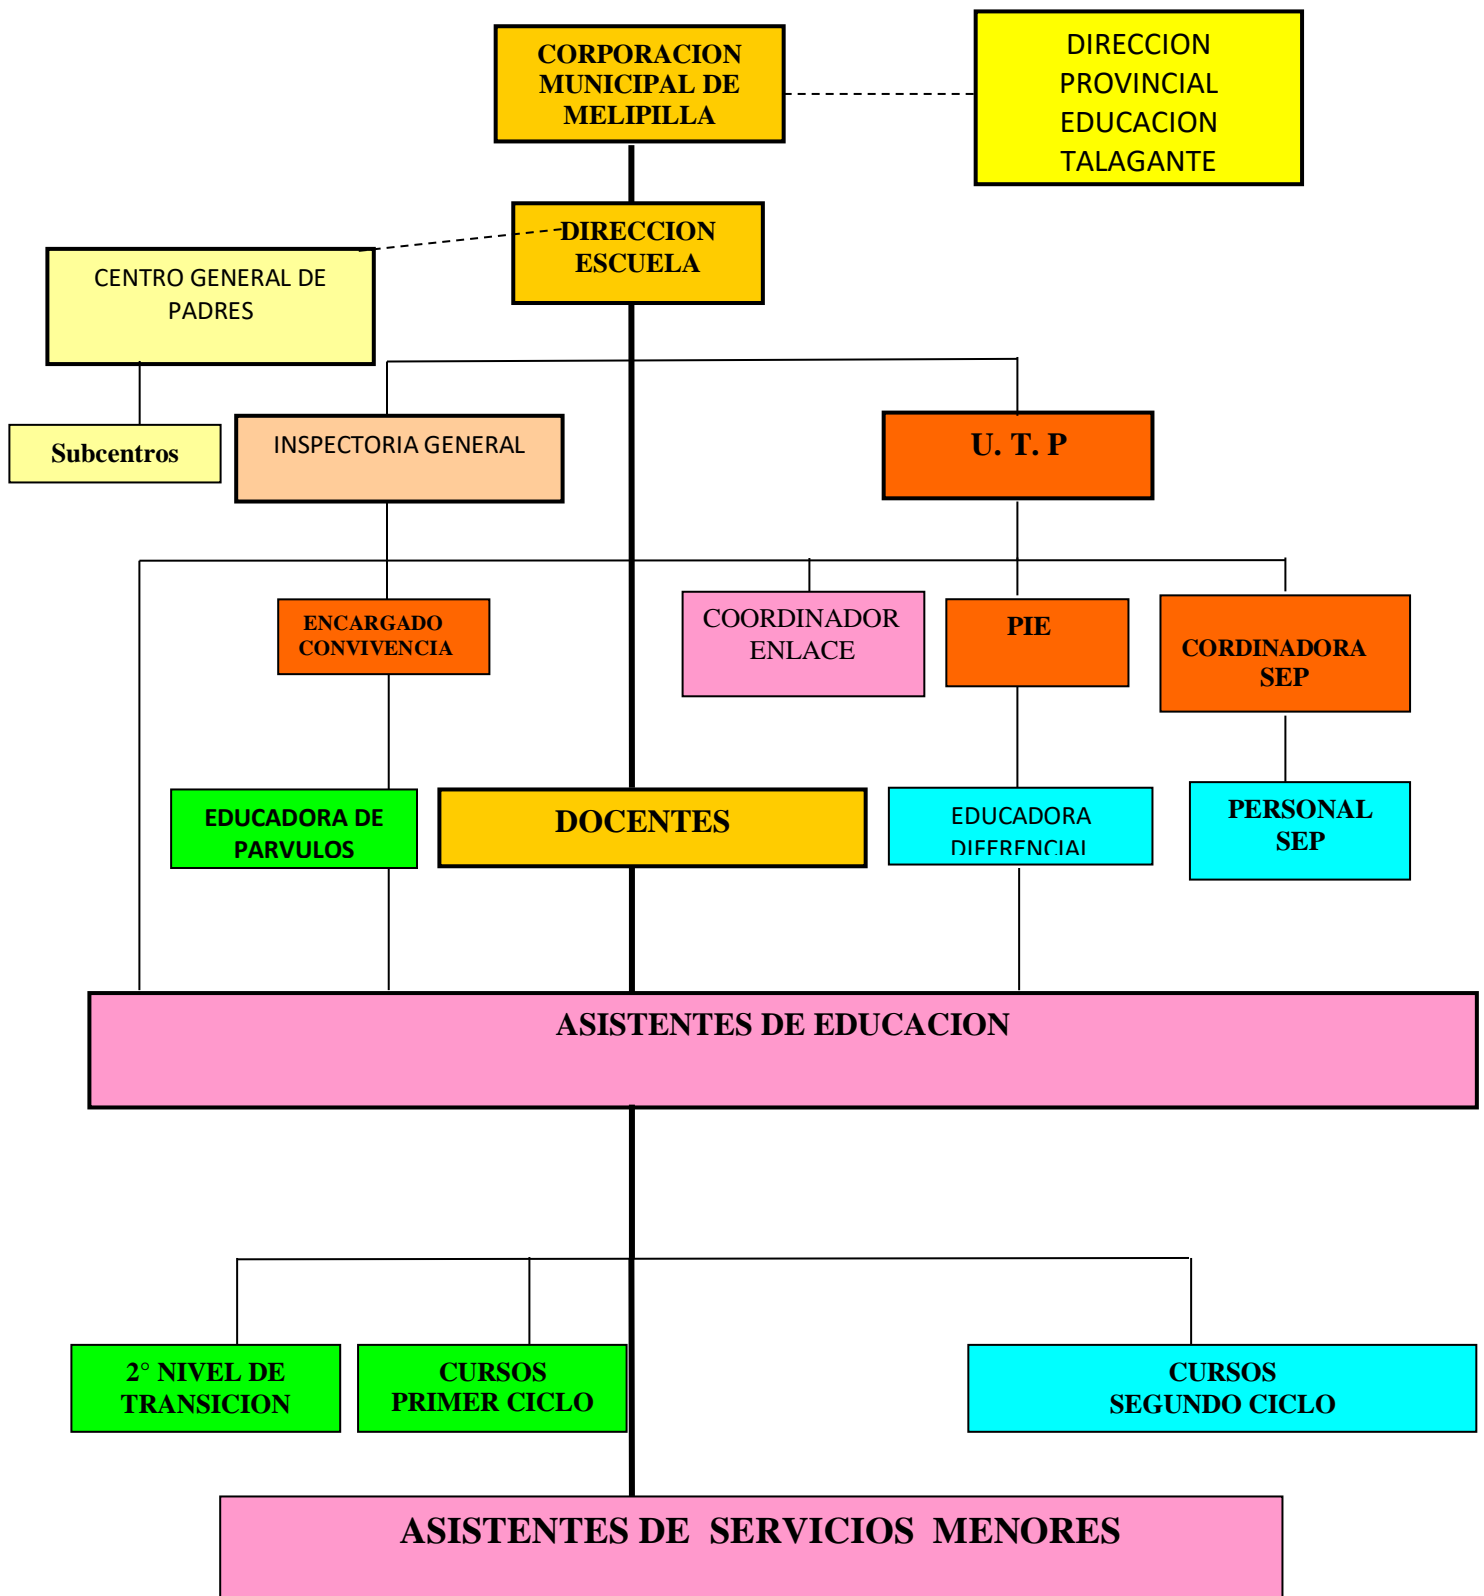 CORPORACION
MUNICIPAL DE
MELIPILLA
DIRECCION
PROVINCIAL
EDUCACION
TALAGANTE
DIRECCION
ESCUELA
CENTRO GENERAL DE
PADRES
Subcentros
INSPECTORIA GENERAL
U. T. P
ENCARGADO
CONVIVENCIA
COORDINADOR
ENLACE
PIE
CORDINADORA
SEP
EDUCADORA DE
PARVULOS
DOCENTES
EDUCADORA
DIFERENCIAL
PERSONAL
SEP
ASISTENTES DE EDUCACION
2° NIVEL DE
TRANSICION
CURSOS
PRIMER CICLO
CURSOS
SEGUNDO CICLO
ASISTENTES DE SERVICIOS MENORES